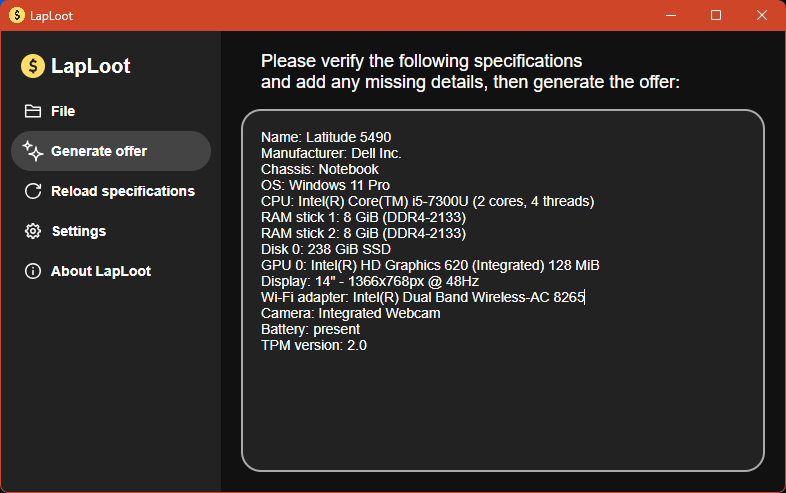 LapLoot
LapLoot
File
Generate offer
Reload specifications
Settings
About LapLoot
Please verify the following specifications
and add any missing details, then generate the offer:
Name: Latitude 5490
Manufacturer: Dell Inc.
Chassis: Notebook
OS: Windows 11 Pro
CPU: Intel(R) Core(TM) i5-7300U (2 cores, 4 threads)
RAM stick 1: 8 GiB (DDR4-2133)
RAM stick 2: 8 GiB (DDR4-2133)
Disk 0: 238 GiB SSD
GPU 0: Intel(R) HD Graphics 620 (Integrated) 128 MiB
Display: 14" - 1366x768px @ 48Hz
Wi-Fi adapter: Intel(R) Dual Band Wireless-AC 8265
Camera: Integrated Webcam
Battery: present
TPM version: 2.0